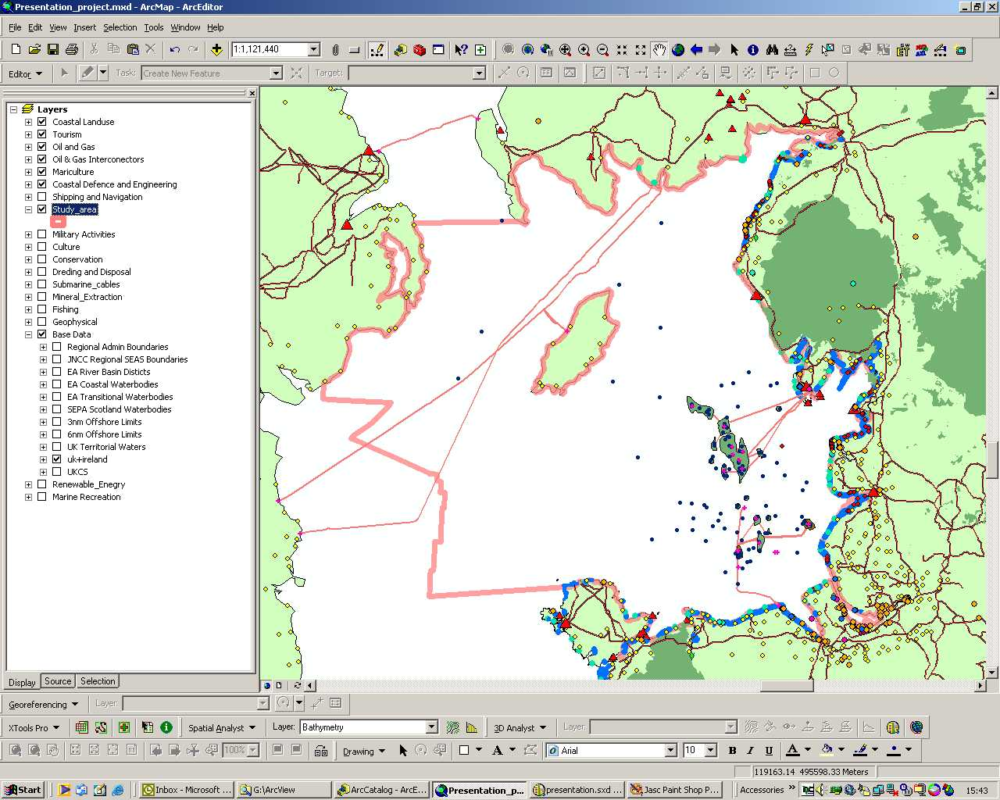 Presentation_project.mxd - ArcMap - ArcEditor
File Edit View Insert Selection Tools Window Help
1:1,121,440
Editor Task: Create New Feature Target:
Layers
Coastal Landuse
Tourism
Oil and Gas
Oil & Gas Interconectors
Mariculture
Coastal Defence and Engineering
Shipping and Navigation
Study_area
Military Activities
Culture
Conservation
Dreding and Disposal
Submarine_cables
Mineral_Extraction
Fishing
Geophysical
Base Data
Regional Admin Boundaries
JNCC Regional SEAS Boundaries
EA River Basin Disticts
EA Coastal Waterbodies
EA Transitional Waterbodies
SEPA Scotland Waterbodies
3nm Offshore Limits
6nm Offshore Limits
UK Territorial Waters
uk+ireland
UKCS
Renewable_Enegry
Marine Recreation
Display Source Selection
Georeferencing Layer:
XTools Pro Spatial Analyst Layer: Bathymetry 3D Analyst Layer:
100% Drawing A Arial 10 B I U A
119163.14 495598.33 Meters
Start Inbox - Microsoft ... G:\ArcView ArcCatalog - ArcE... Presentation_p... presentation.sxd ... Jasc Paint Shop P... Accessories » 15:43